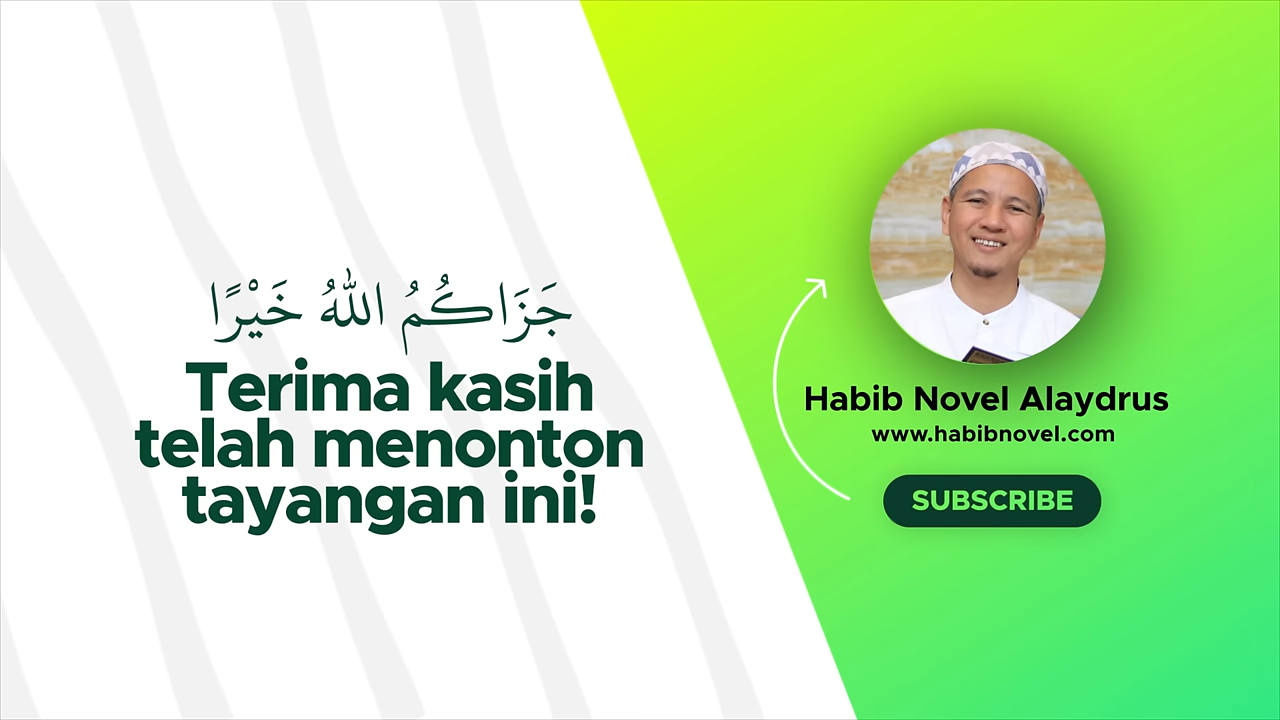 جَزَاكُمُ اللهُ خَيْرًا
Terima kasih
telah menonton
tayangan ini!
Habib Novel Alaydrus
www.habibnovel.com
SUBSCRIBE